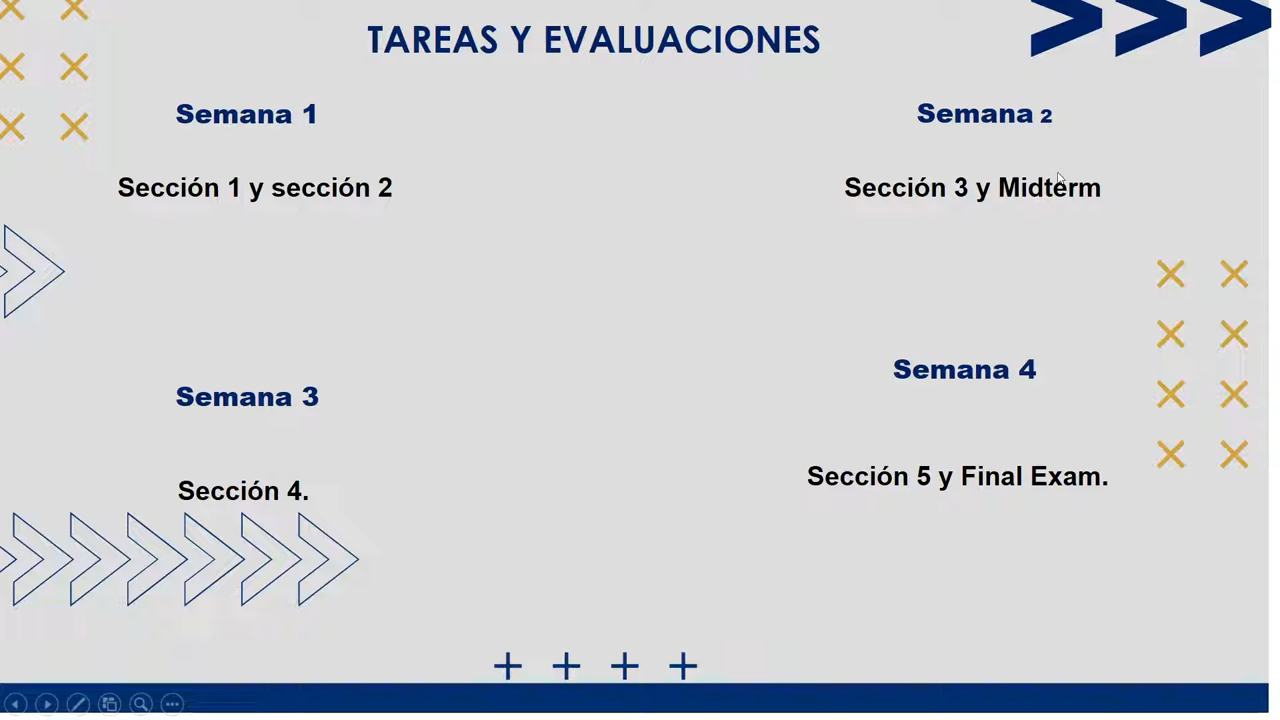 TAREAS Y EVALUACIONES
Semana 1
Sección 1 y sección 2
Semana 2
Sección 3 y Midterm
Semana 3
Sección 4.
Semana 4
Sección 5 y Final Exam.